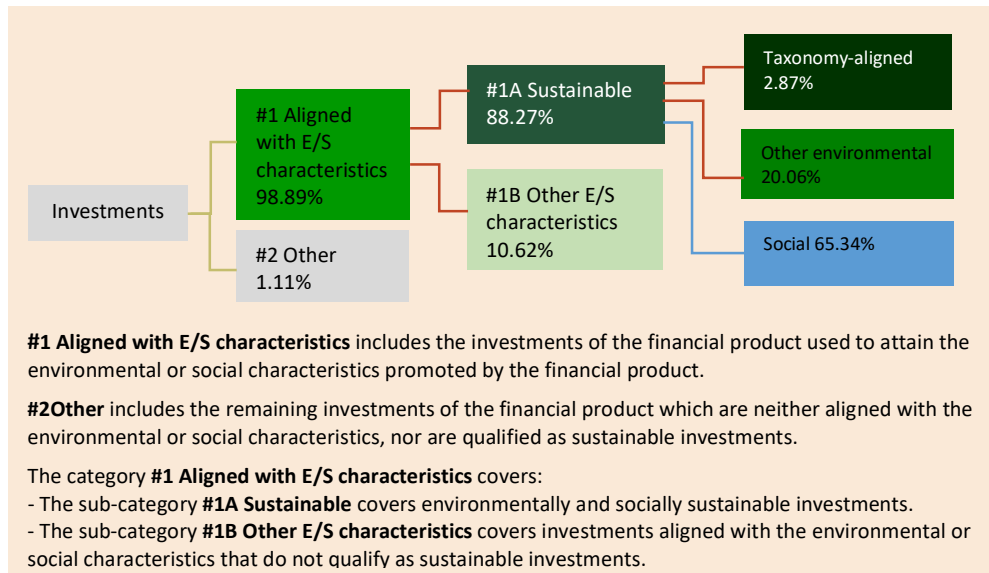 Investments
#1 Aligned
with E/S
characteristics
98.89%
#2 Other
1.11%
#1A Sustainable
88.27%
#1B Other E/S
characteristics
10.62%
Taxonomy-aligned
2.87%
Other environmental
20.06%
Social 65.34%
#1 Aligned with E/S characteristics includes the investments of the financial product used to attain the
environmental or social characteristics promoted by the financial product.
#2Other includes the remaining investments of the financial product which are neither aligned with the
environmental or social characteristics, nor are qualified as sustainable investments.
The category #1 Aligned with E/S characteristics covers:
- The sub-category #1A Sustainable covers environmentally and socially sustainable investments.
- The sub-category #1B Other E/S characteristics covers investments aligned with the environmental or
social characteristics that do not qualify as sustainable investments.